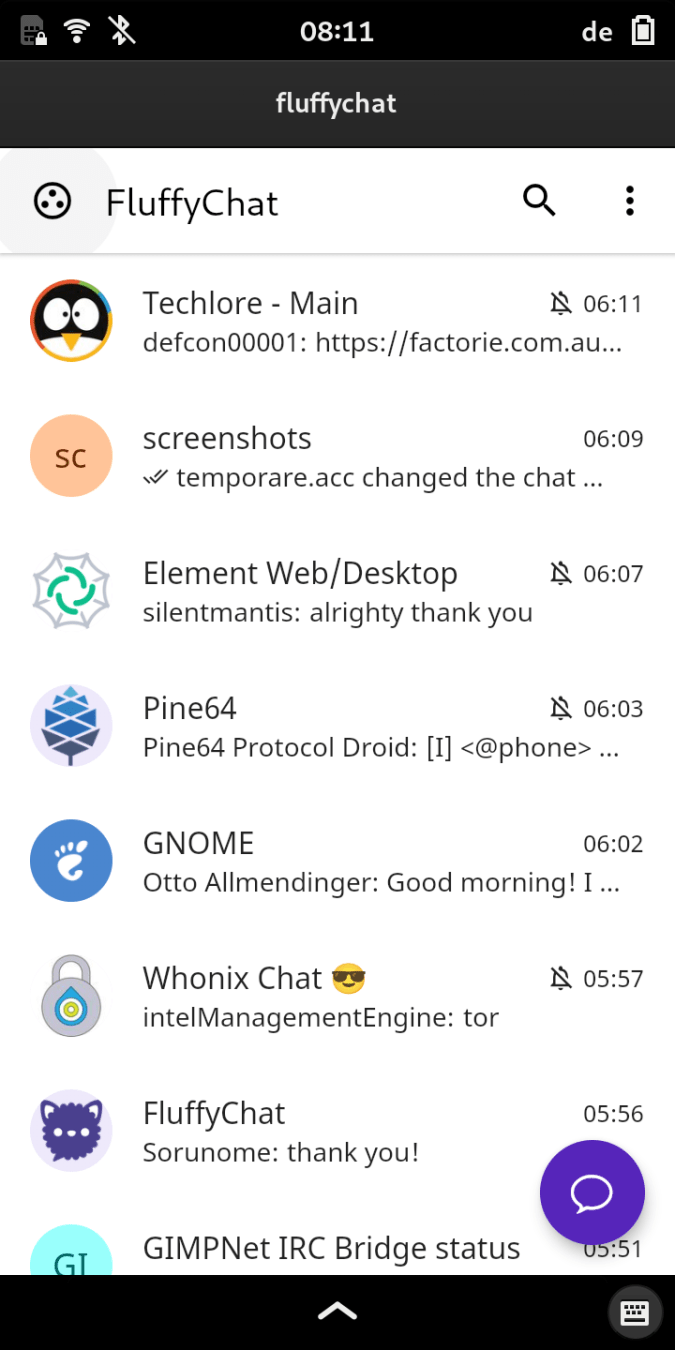 08:11 de
fluffychat
FluffyChat
Techlore - Main 06:11
defcon00001: https://factorie.com.au...
SC screenshots 06:09
temporare.acc changed the chat ...
Element Web/Desktop 06:07
silentmantis: alrighty thank you
Pine64 06:03
Pine64 Protocol Droid: [I] <@phone> ...
GNOME 06:02
Otto Allmendinger: Good morning! I ...
Whonix Chat 😎 05:57
intelManagementEngine: tor
FluffyChat 05:56
Sorunome: thank you!
GI GIMPNet IRC Bridge status 05:51